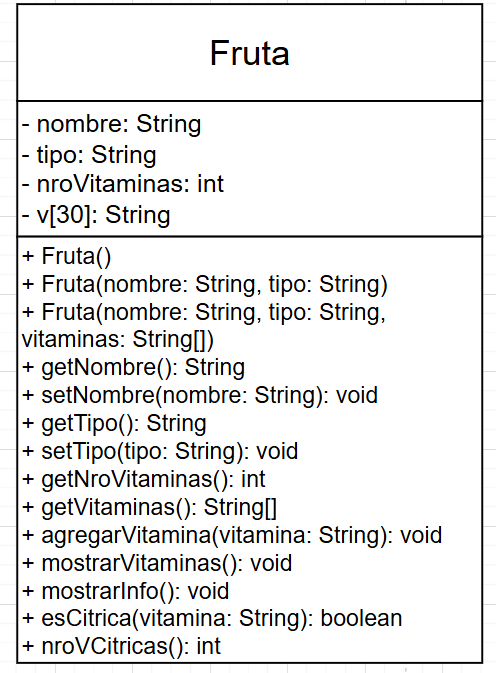 Fruta
- nombre: String
- tipo: String
- nroVitaminas: int
- v[30]: String
+ Fruta()
+ Fruta(nombre: String, tipo: String)
+ Fruta(nombre: String, tipo: String,
vitaminas: String[])
+ getNombre(): String
+ setNombre(nombre: String): void
+ getTipo(): String
+ setTipo(tipo: String): void
+ getNroVitaminas(): int
+ getVitaminas(): String[]
+ agregarVitamina(vitamina: String): void
+ mostrarVitaminas(): void
+ mostrarInfo(): void
+ esCitrica(vitamina: String): boolean
+ nroVCitricas(): int